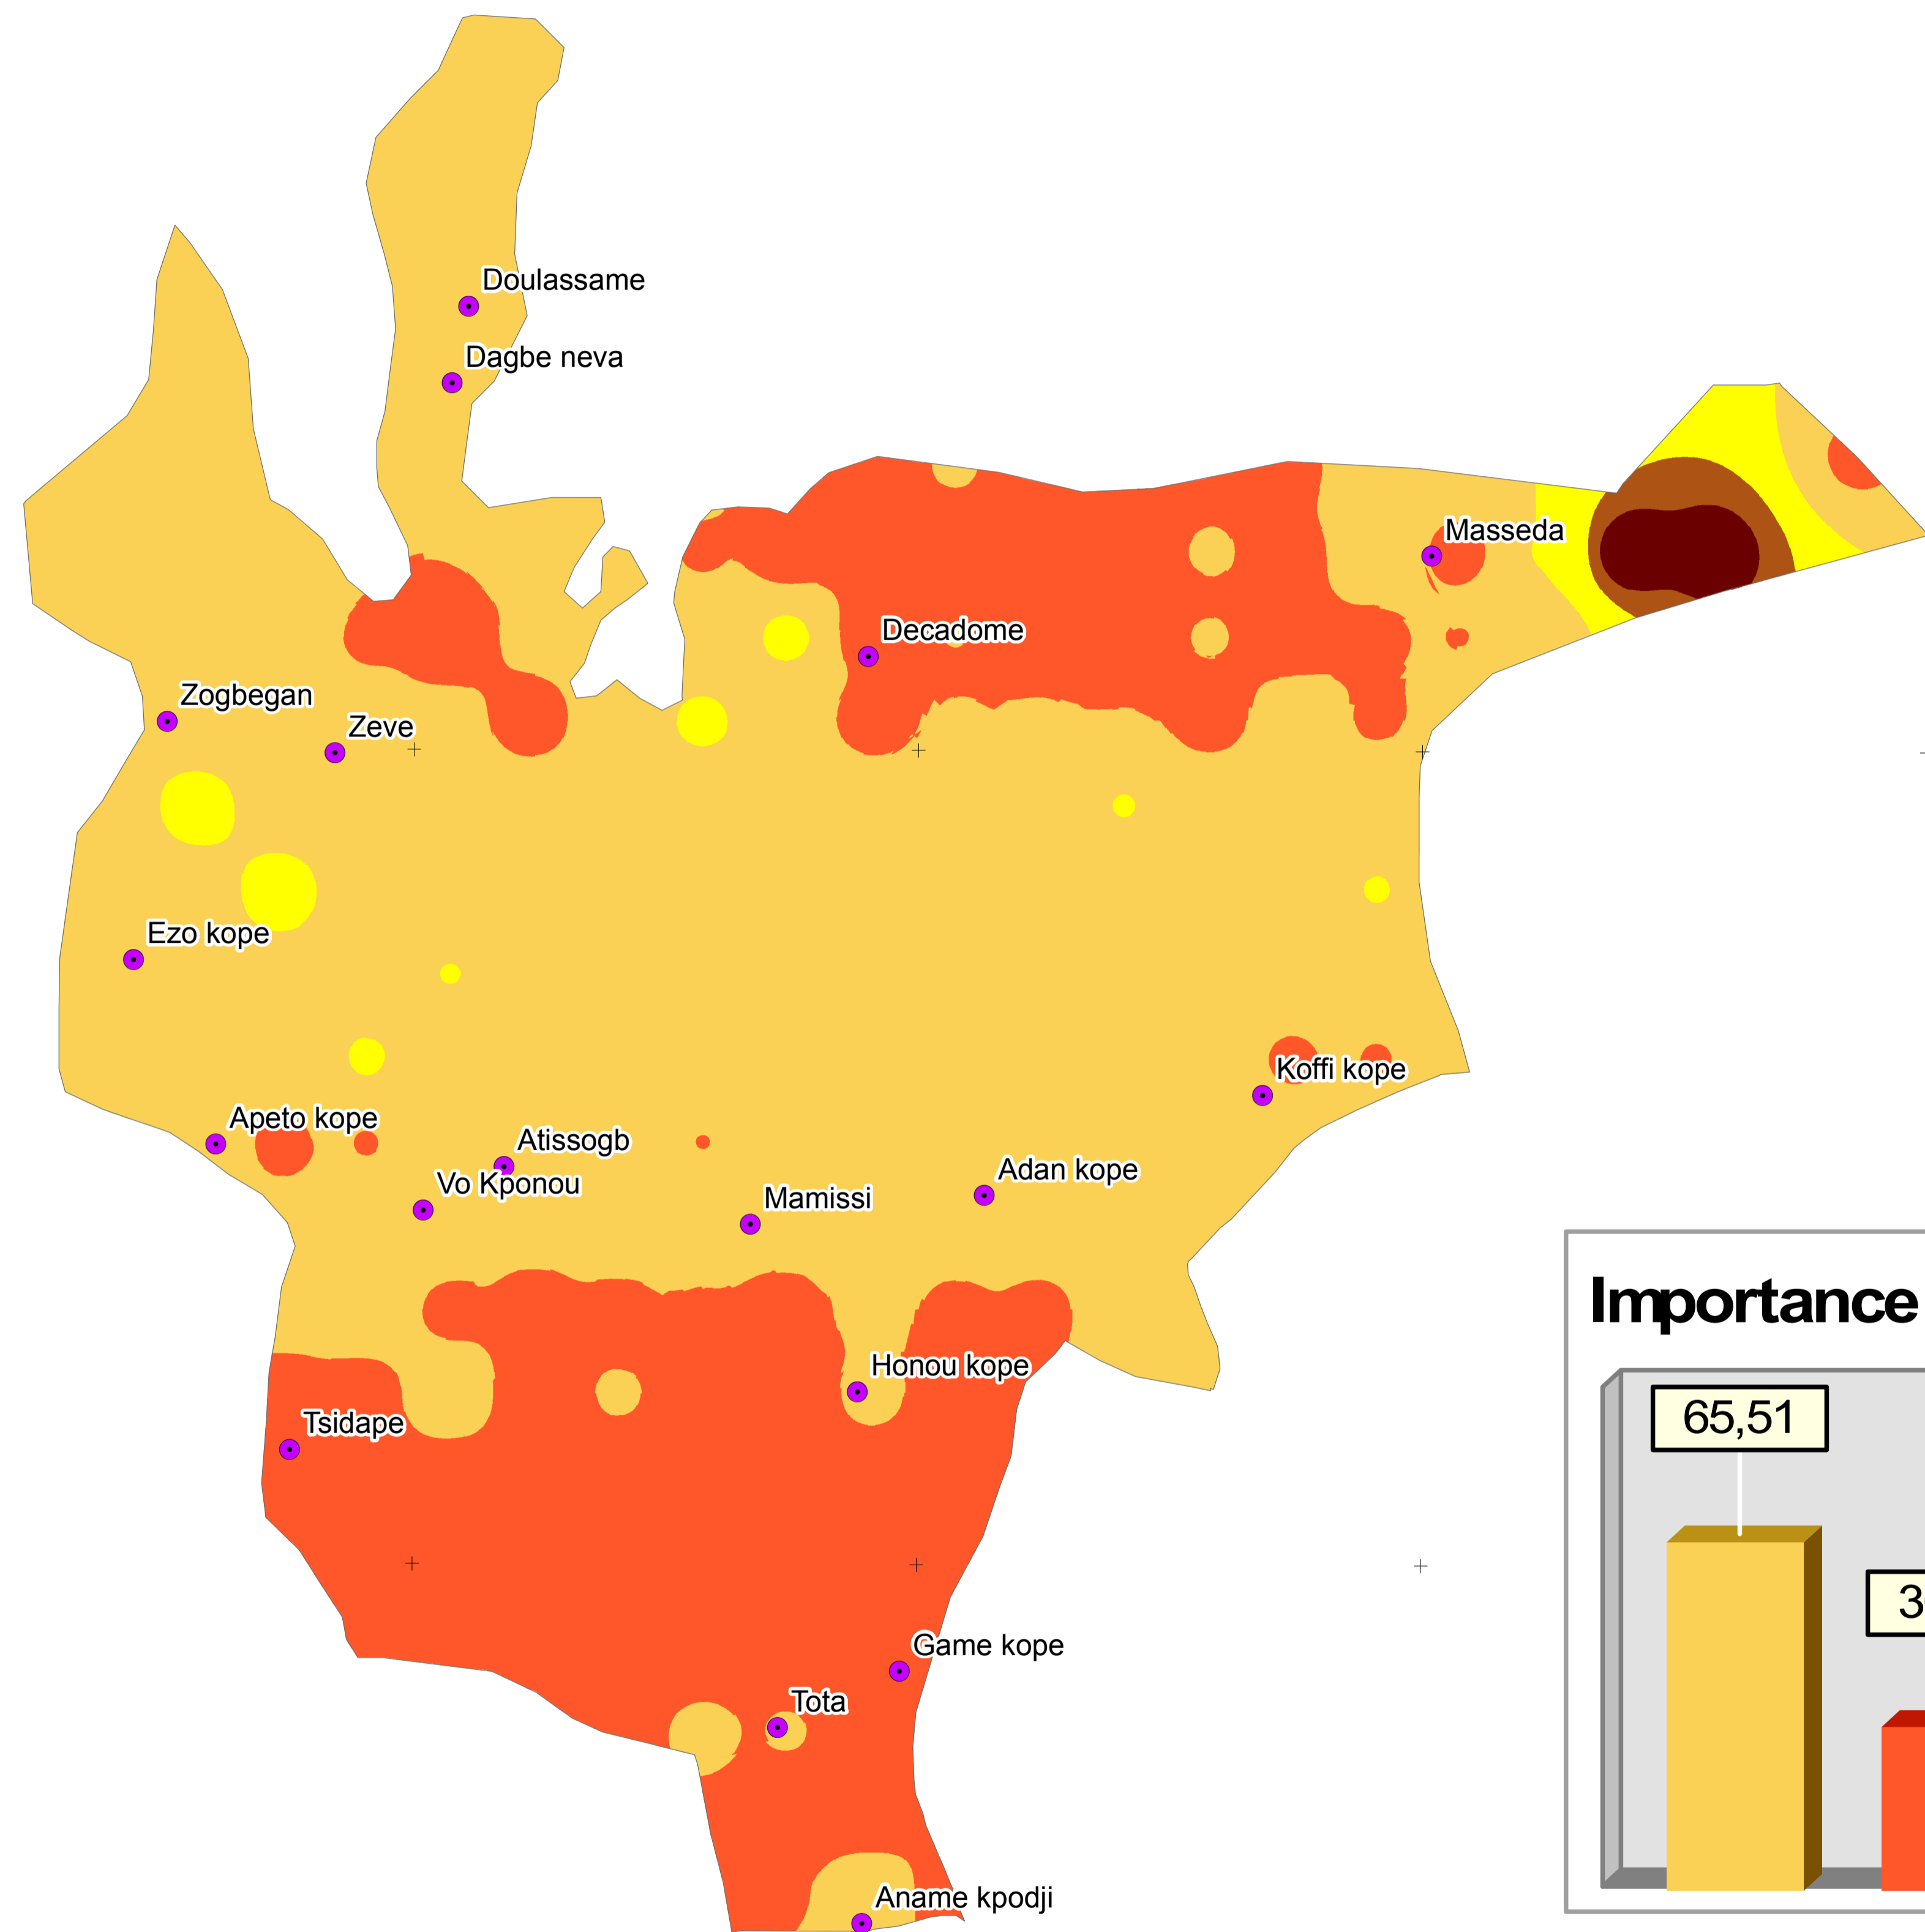 Doulassame
Dagbe neva
Masseda
Decadome
Zogbegan
Zeve
Ezo kope
Koffi kope
Apeto kope
Atissogb
Adan kope
Vo Kponou
Mamissi
Importance
Honou kope
65,51
Tsidape
Game kope
Tota
Aname kpodji